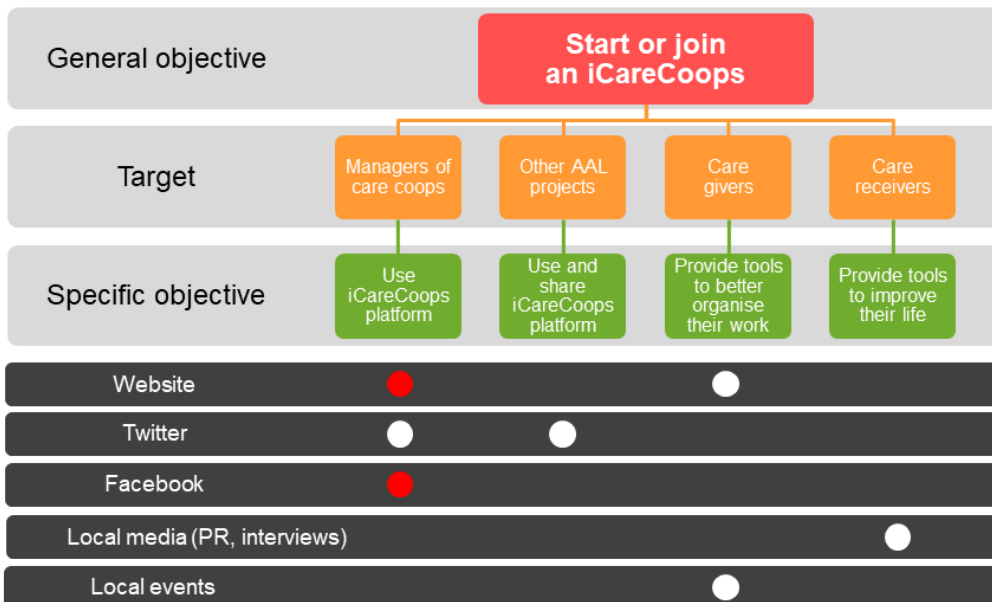 General objective
Start or join
an iCareCoops
Target
Managers of
care coops
Other AAL
projects
Care
givers
Care
receivers
Specific objective
Use
iCareCoops
platform
Use and
share
iCareCoops
platform
Provide tools
to better
organise
their work
Provide tools
to improve
their life
Website
Twitter
Facebook
Local media (PR, interviews)
Local events